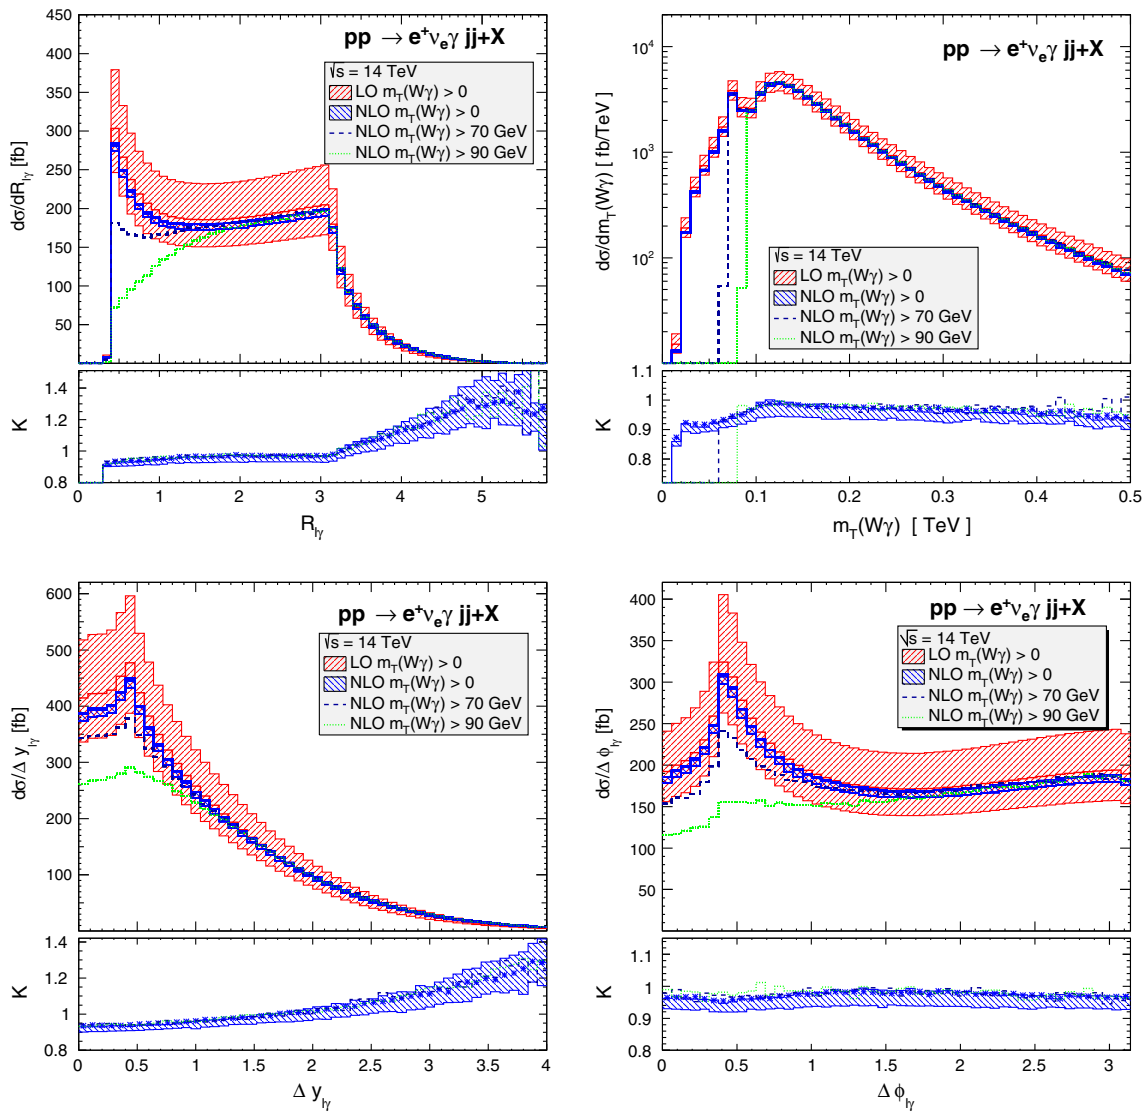 pp → e⁺νₑγ jj+X
√s = 14 TeV
LO m_T(Wγ) > 0
NLO m_T(Wγ) > 0
NLO m_T(Wγ) > 70 GeV
NLO m_T(Wγ) > 90 GeV
dσ/dR_lγ [fb]
450
400
350
300
250
200
150
100
50
K
1.4
1.2
1
0.8
0 1 2 3 4 5
R_lγ
pp → e⁺νₑγ jj+X
√s = 14 TeV
LO m_T(Wγ) > 0
NLO m_T(Wγ) > 0
NLO m_T(Wγ) > 70 GeV
NLO m_T(Wγ) > 90 GeV
dσ/dm_T(Wγ) [ fb/TeV ]
10⁴
10³
10²
K
1.1
1
0.9
0.8
0 0.1 0.2 0.3 0.4 0.5
m_T(Wγ) [ TeV ]
pp → e⁺νₑγ jj+X
√s = 14 TeV
LO m_T(Wγ) > 0
NLO m_T(Wγ) > 0
NLO m_T(Wγ) > 70 GeV
NLO m_T(Wγ) > 90 GeV
dσ/Δ y_lγ [fb]
600
500
400
300
200
100
K
1.4
1.2
1
0.8
0 0.5 1 1.5 2 2.5 3 3.5 4
Δ y_lγ
pp → e⁺νₑγ jj+X
√s = 14 TeV
LO m_T(Wγ) > 0
NLO m_T(Wγ) > 0
NLO m_T(Wγ) > 70 GeV
NLO m_T(Wγ) > 90 GeV
dσ/Δ ϕ_lγ [fb]
400
350
300
250
200
150
100
50
K
1.1
1
0.9
0.8
0 0.5 1 1.5 2 2.5 3
Δ ϕ_lγ